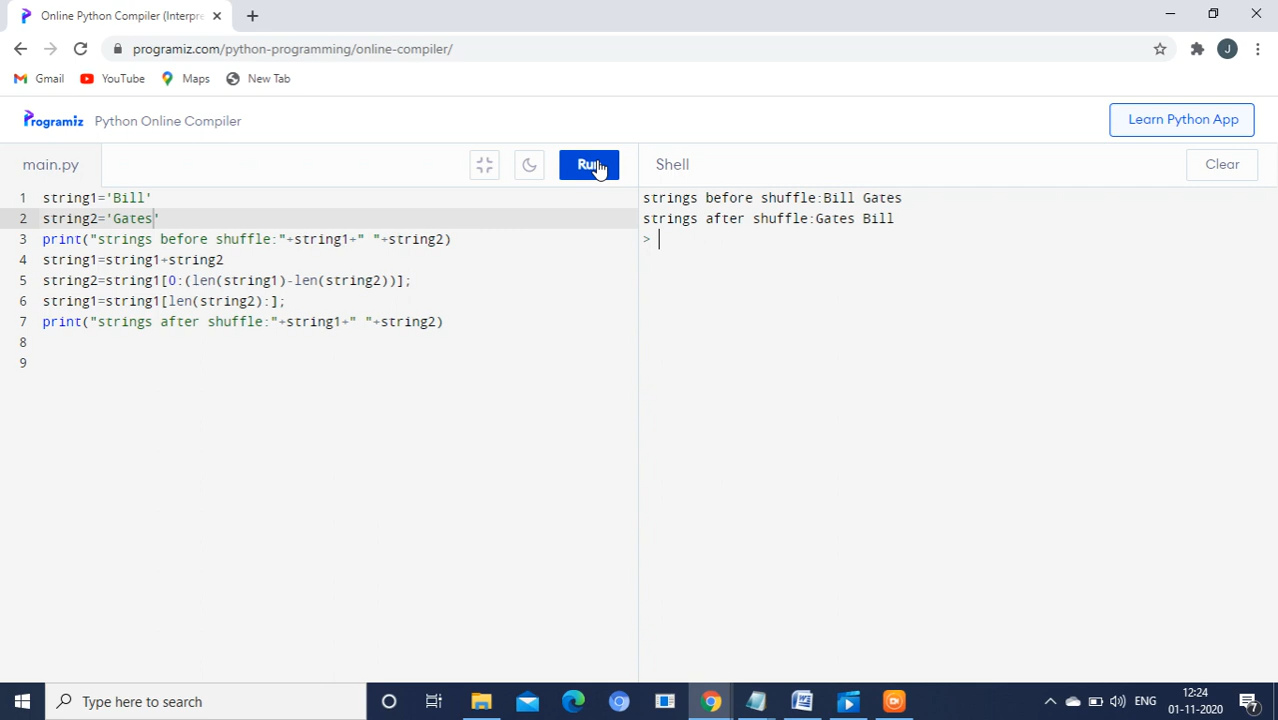 Online Python Compiler (Interpre
programiz.com/python-programming/online-compiler/
J
Gmail YouTube Maps New Tab
Programiz Python Online Compiler Learn Python App
main.py Run Shell Clear
1 string1='Bill'
2 string2='Gates'
3 print("strings before shuffle:"+string1+" "+string2)
4 string1=string1+string2
5 string2=string1[0:(len(string1)-len(string2))];
6 string1=string1[len(string2):];
7 print("strings after shuffle:"+string1+" "+string2)
8
9
strings before shuffle:Bill Gates
strings after shuffle:Gates Bill
>
Type here to search
ENG
12:24
01-11-2020
7